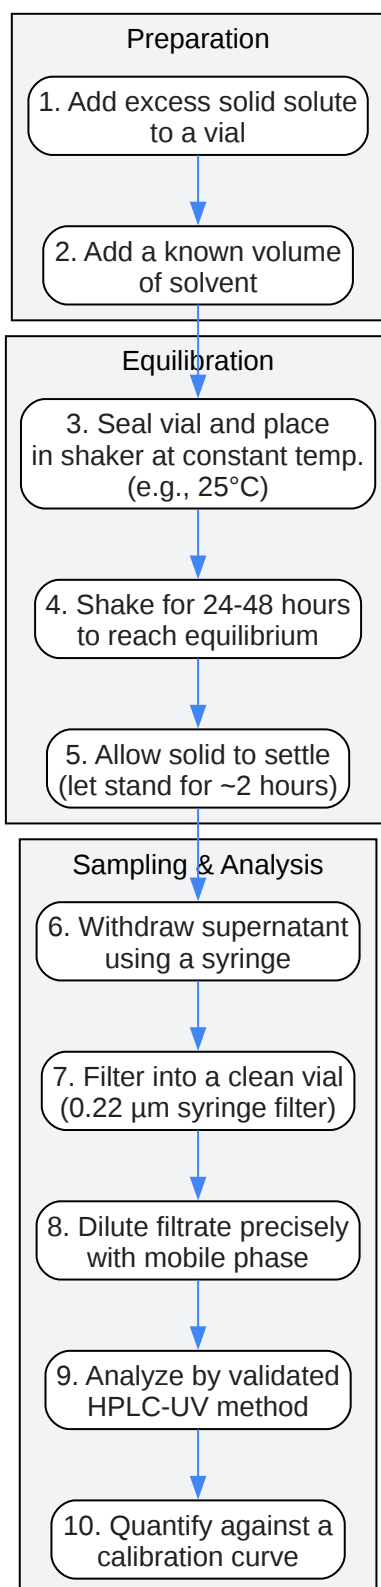 Preparation
1. Add excess solid solute
to a vial
2. Add a known volume
of solvent
Equilibration
3. Seal vial and place
in shaker at constant temp.
(e.g., 25°C)
4. Shake for 24-48 hours
to reach equilibrium
5. Allow solid to settle
(let stand for ~2 hours)
Sampling & Analysis
6. Withdraw supernatant
using a syringe
7. Filter into a clean vial
(0.22 µm syringe filter)
8. Dilute filtrate precisely
with mobile phase
9. Analyze by validated
HPLC-UV method
10. Quantify against a
calibration curve